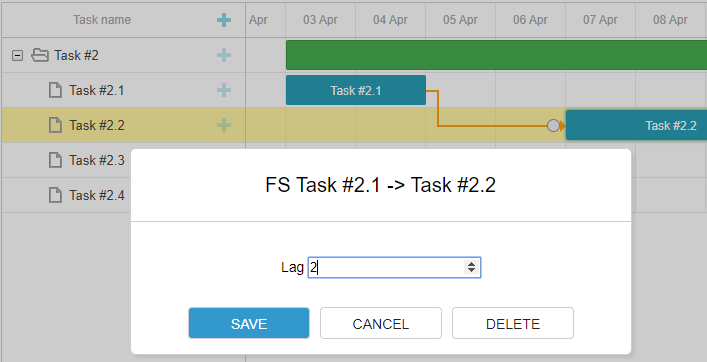 Task name + Apr 03 Apr 04 Apr 05 Apr 06 Apr 07 Apr 08 Apr
Task #2 +
Task #2.1 + Task #2.1
Task #2.2 + Task #2.2
Task #2.3
Task #2.4
FS Task #2.1 -> Task #2.2
Lag 2
SAVE CANCEL DELETE